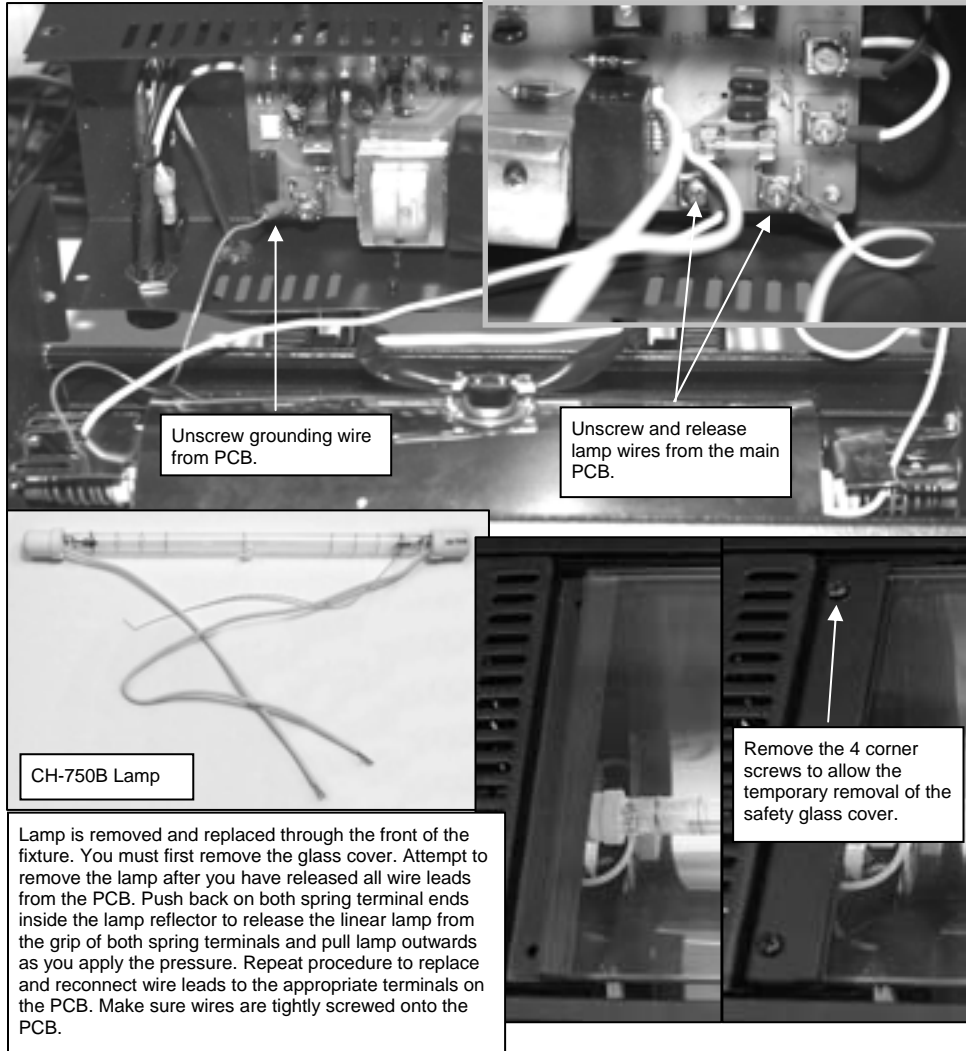 Unscrew grounding wire
from PCB.
Unscrew and release
lamp wires from the main
PCB.
CH-750B Lamp
Remove the 4 corner
screws to allow the
temporary removal of the
safety glass cover.
Lamp is removed and replaced through the front of the
fixture. You must first remove the glass cover. Attempt to
remove the lamp after you have released all wire leads
from the PCB. Push back on both spring terminal ends
inside the lamp reflector to release the linear lamp from
the grip of both spring terminals and pull lamp outwards
as you apply the pressure. Repeat procedure to replace
and reconnect wire leads to the appropriate terminals on
the PCB. Make sure wires are tightly screwed onto the
PCB.